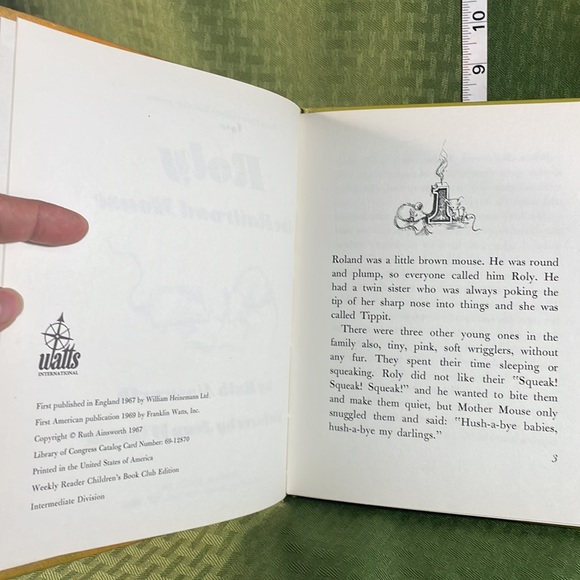 Watts
INTERNATIONAL
First published in England 1967 by William Heinemann Ltd.
First American publication 1969 by Franklin Watts, Inc.
Copyright © Ruth Ainsworth 1967
Library of Congress Catalog Card Number: 69-12870
Printed in the United States of America
Weekly Reader Children's Book Club Edition
Intermediate Division
1
Roland was a little brown mouse. He was round
and plump, so everyone called him Roly. He
had a twin sister who was always poking the
tip of her sharp nose into things and she was
called Tippit.
There were three other young ones in the
family also, tiny, pink, soft wrigglers, without
any fur. They spent their time sleeping or
squeaking. Roly did not like their "Squeak!
Squeak! Squeak!" and he wanted to bite them
and make them quiet, but Mother Mouse only
snuggled them and said: "Hush-a-bye babies,
hush-a-bye my darlings."
3
10
9